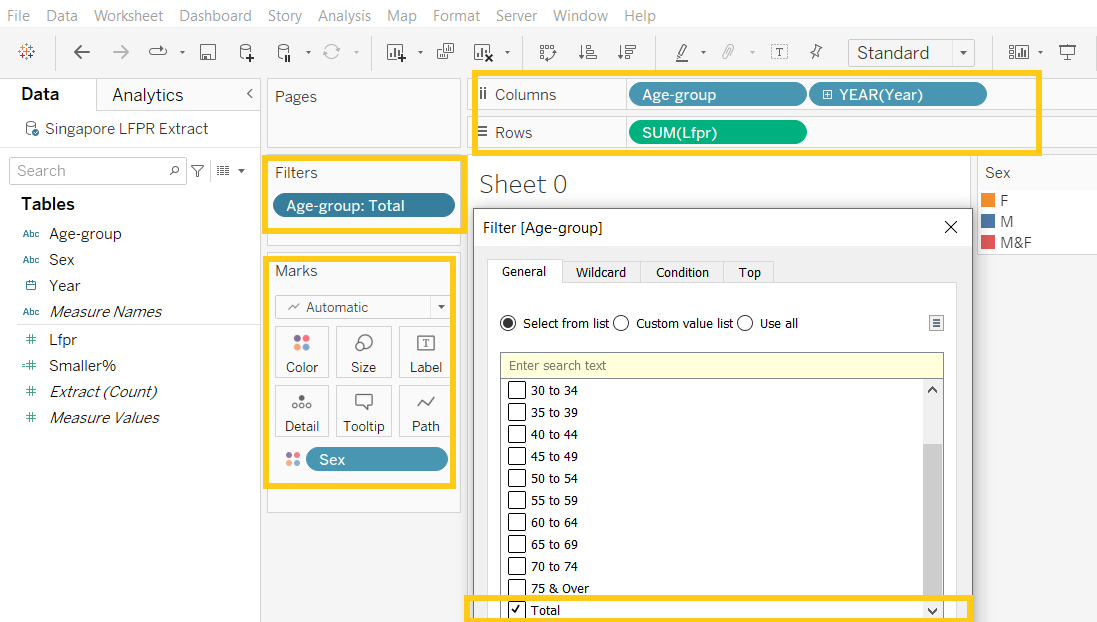 File Data Worksheet Dashboard Story Analysis Map Format Server Window Help
Standard
Data Analytics
Singapore LFPR Extract
Search
Tables
Abc Age-group
Abc Sex
Year
Abc Measure Names
# Lfpr
=# Smaller%
# Extract (Count)
# Measure Values
Pages
Filters
Age-group: Total
Marks
Automatic
Color Size Label
Detail Tooltip Path
Sex
Columns Age-group YEAR(Year)
Rows SUM(Lfpr)
Sheet 0
Filter [Age-group]
General Wildcard Condition Top
Select from list Custom value list Use all
Enter search text
30 to 34
35 to 39
40 to 44
45 to 49
50 to 54
55 to 59
60 to 64
65 to 69
70 to 74
75 & Over
Total
Sex
F
M
M&F